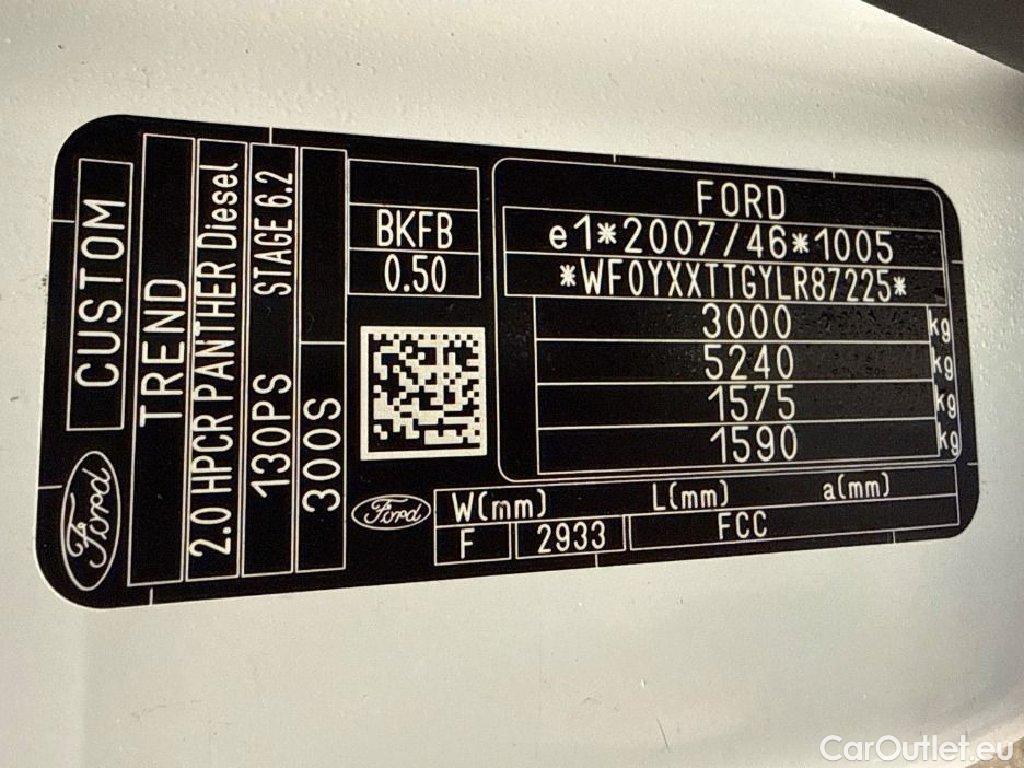 CUSTOM
Ford
TREND
2.0 HPCR PANTHER Diesel
130PS STAGE 6.2
300S
BKFB
0.50
Ford
FORD
e1*2007/46*1005
*WF0YXXTTGYLR87225*
3000 kg
5240 kg
1575 kg
1590 kg
W(mm) L(mm) a(mm)
F 2933 FCC
CarOutlet.eu